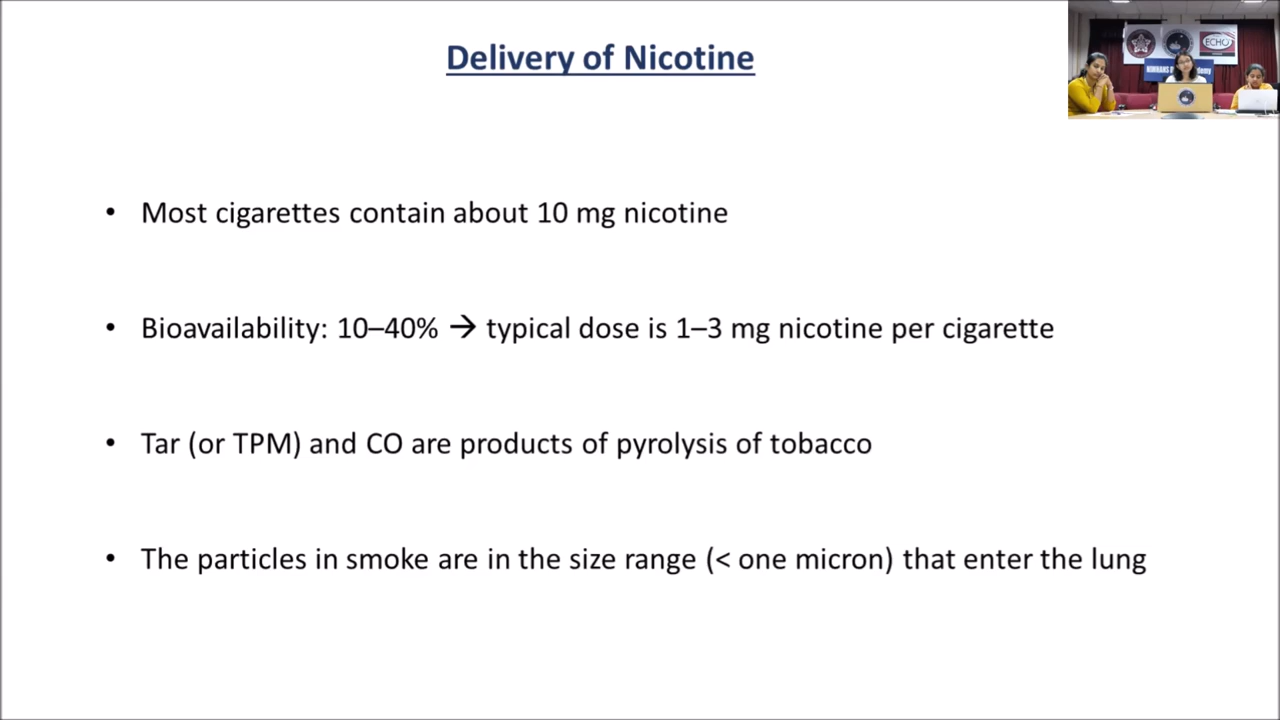 Delivery of Nicotine
ECHO
• Most cigarettes contain about 10 mg nicotine
• Bioavailability: 10–40% → typical dose is 1–3 mg nicotine per cigarette
• Tar (or TPM) and CO are products of pyrolysis of tobacco
• The particles in smoke are in the size range (< one micron) that enter the lung